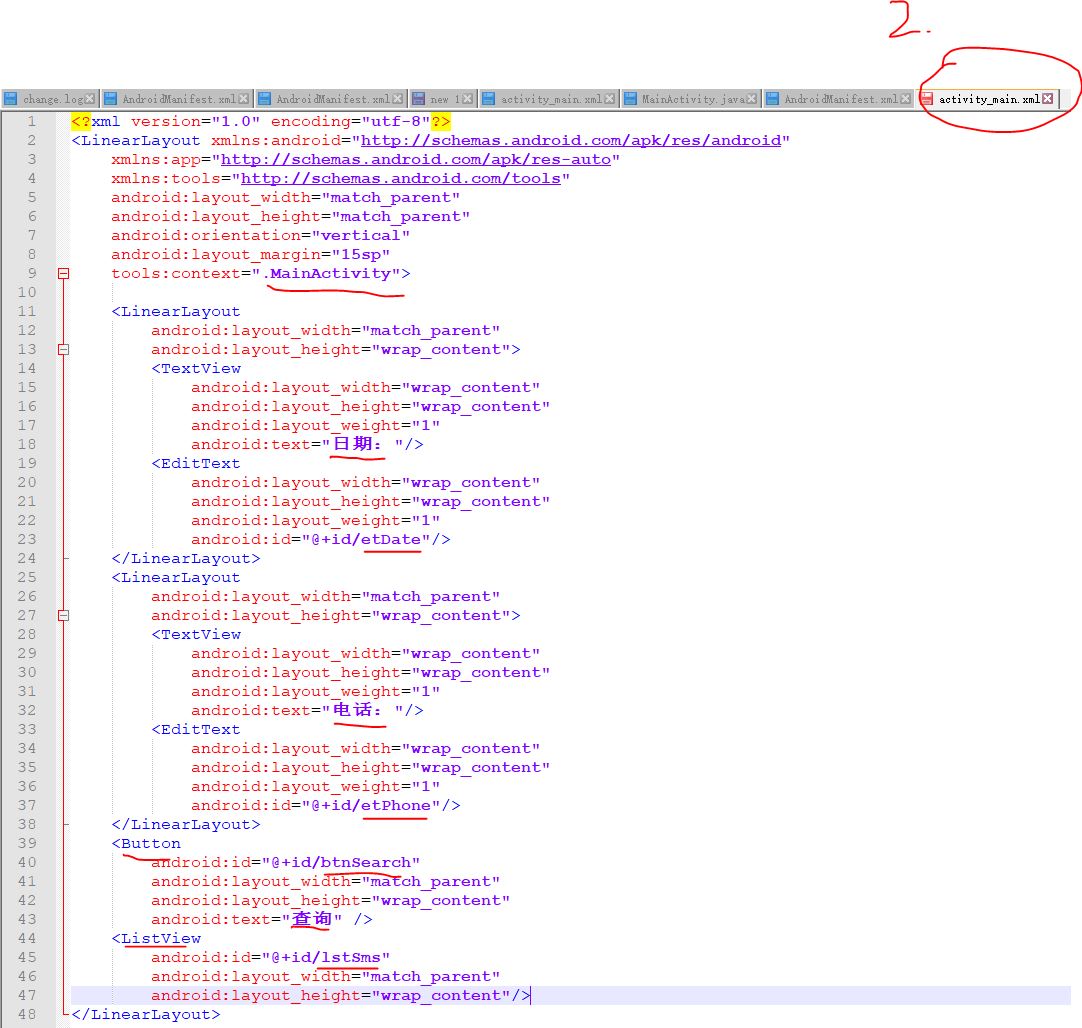 2.
change.log AndroidManifest.xml AndroidManifest.xml new 1 activity_main.xml MainActivity.java AndroidManifest.xml activity_main.xml
1 <?xml version="1.0" encoding="utf-8"?>
2 <LinearLayout xmlns:android="http://schemas.android.com/apk/res/android"
3 xmlns:app="http://schemas.android.com/apk/res-auto"
4 xmlns:tools="http://schemas.android.com/tools"
5 android:layout_width="match_parent"
6 android:layout_height="match_parent"
7 android:orientation="vertical"
8 android:layout_margin="15sp"
9 tools:context=".MainActivity">
10
11 <LinearLayout
12 android:layout_width="match_parent"
13 android:layout_height="wrap_content">
14 <TextView
15 android:layout_width="wrap_content"
16 android:layout_height="wrap_content"
17 android:layout_weight="1"
18 android:text="日期："/>
19 <EditText
20 android:layout_width="wrap_content"
21 android:layout_height="wrap_content"
22 android:layout_weight="1"
23 android:id="@+id/etDate"/>
24 </LinearLayout>
25 <LinearLayout
26 android:layout_width="match_parent"
27 android:layout_height="wrap_content">
28 <TextView
29 android:layout_width="wrap_content"
30 android:layout_height="wrap_content"
31 android:layout_weight="1"
32 android:text="电话："/>
33 <EditText
34 android:layout_width="wrap_content"
35 android:layout_height="wrap_content"
36 android:layout_weight="1"
37 android:id="@+id/etPhone"/>
38 </LinearLayout>
39 <Button
40 android:id="@+id/btnSearch"
41 android:layout_width="match_parent"
42 android:layout_height="wrap_content"
43 android:text="查询" />
44 <ListView
45 android:id="@+id/lstSms"
46 android:layout_width="match_parent"
47 android:layout_height="wrap_content"/>
48 </LinearLayout>